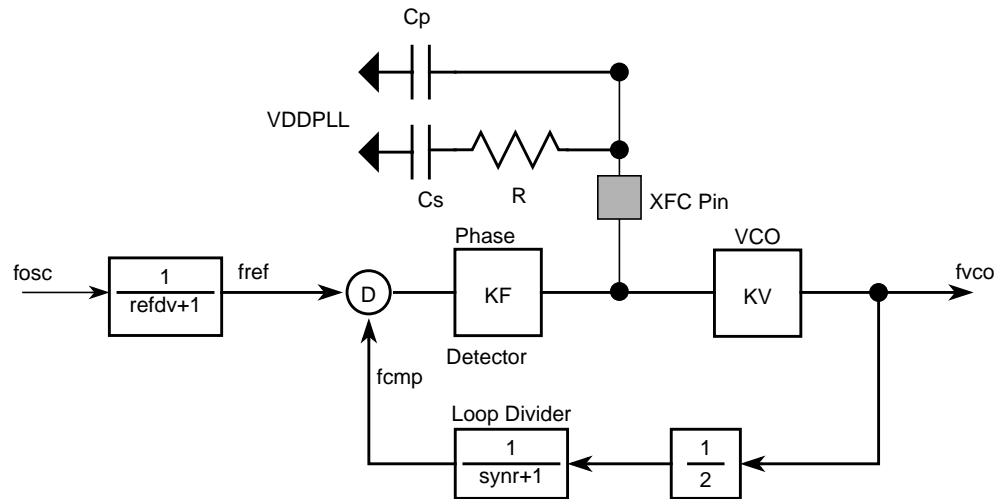 Cp
VDDPLL
Cs
R
XFC Pin
Phase
VCO
fosc
1
refdv+1
fref
D
KF
KV
fvco
Detector
fcmp
Loop Divider
1
synr+1
1
2